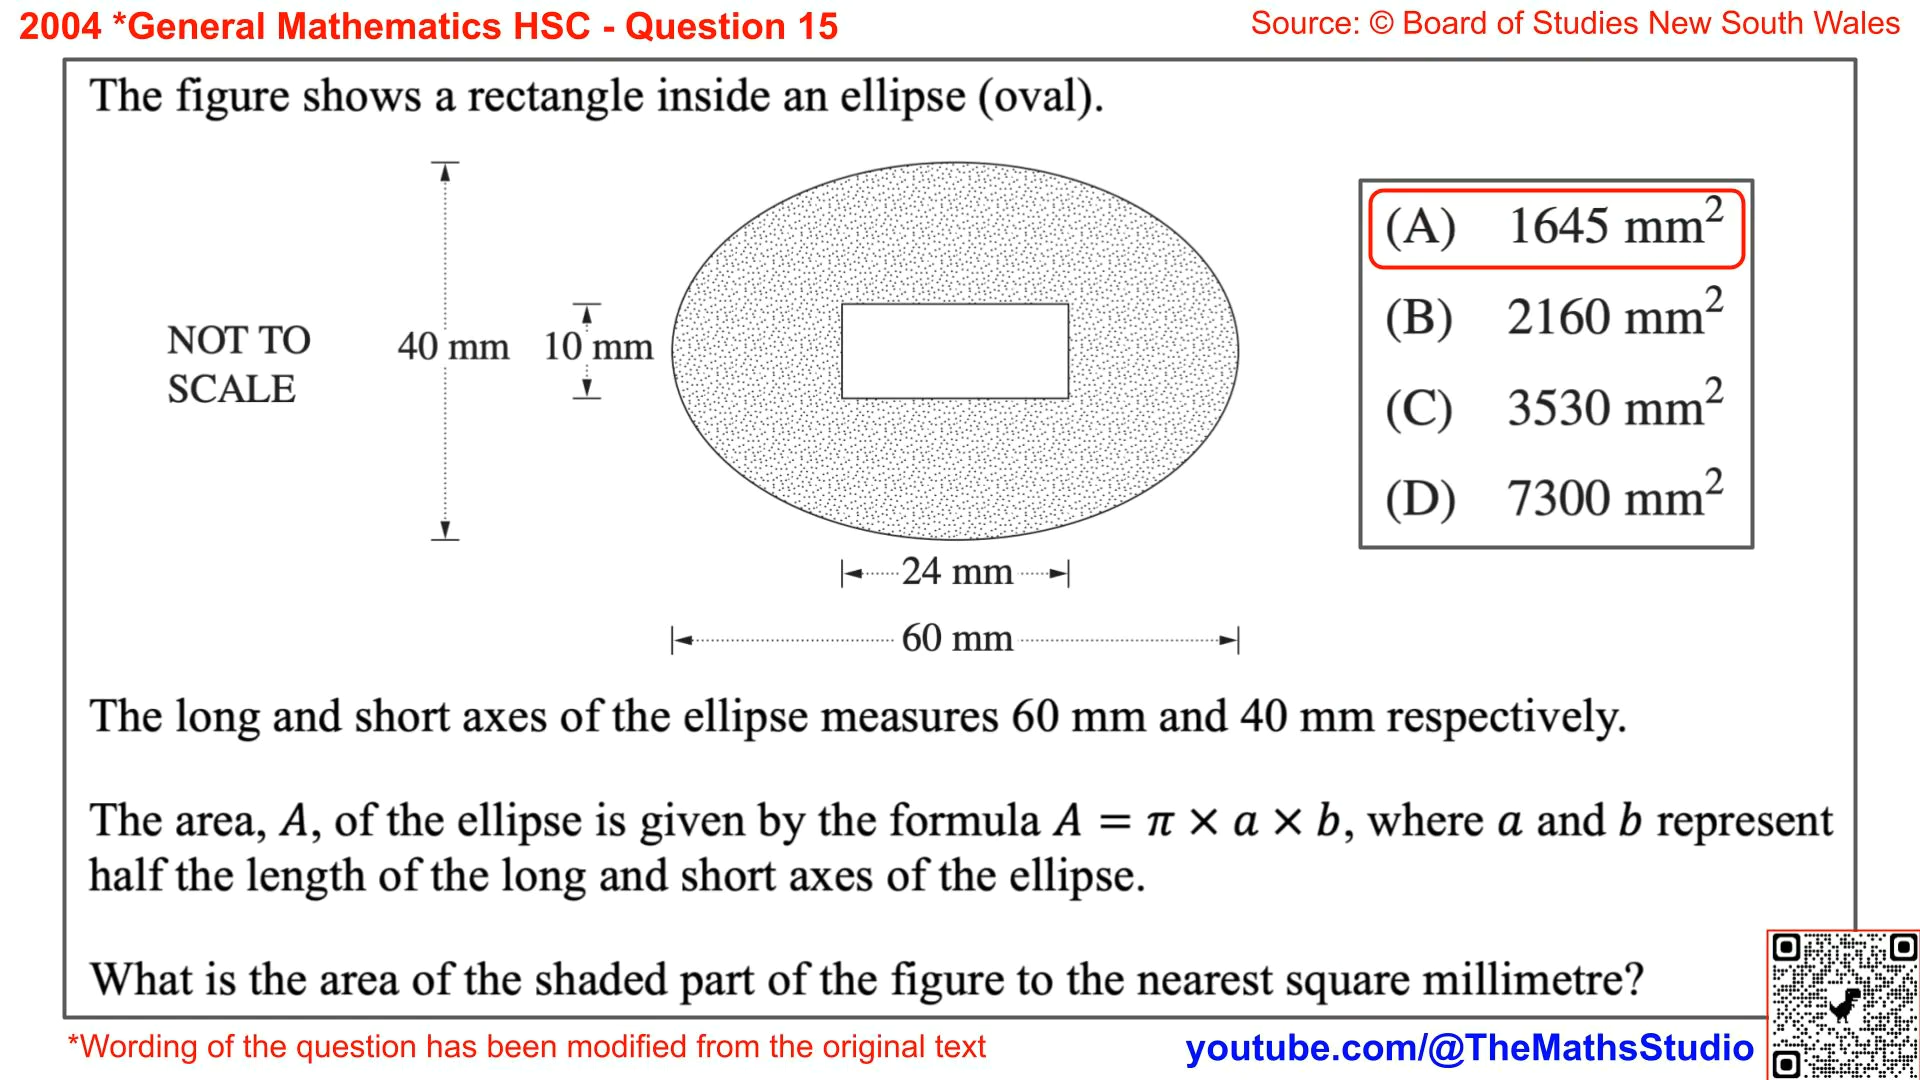 2004 *General Mathematics HSC - Question 15
Source: © Board of Studies New South Wales
The figure shows a rectangle inside an ellipse (oval).
NOT TO
SCALE
40 mm
10 mm
24 mm
60 mm
(A) 1645 mm²
(B) 2160 mm²
(C) 3530 mm²
(D) 7300 mm²
The long and short axes of the ellipse measures 60 mm and 40 mm respectively.
The area, A, of the ellipse is given by the formula A = π × a × b, where a and b represent
half the length of the long and short axes of the ellipse.
What is the area of the shaded part of the figure to the nearest square millimetre?
*Wording of the question has been modified from the original text
youtube.com/@TheMathsStudio